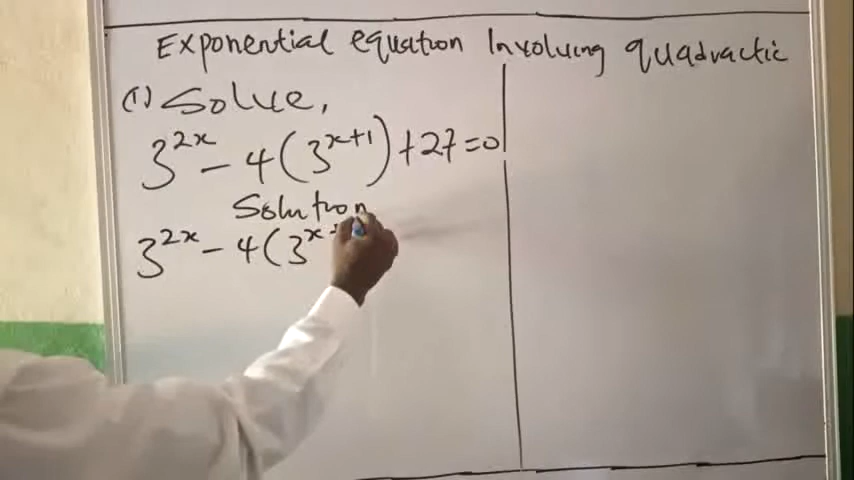 Exponential equation Involving quadractic
(1) Solve,
3^{2x} - 4(3^{x+1}) + 27 = 0
Solution
3^{2x} - 4(3^{x+